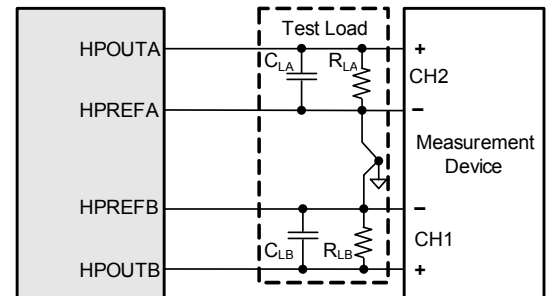 HPOUTA
HPREFA
HPREFB
HPOUTB
Test Load
CLA
RLA
CLB
RLB
+
CH2
−
Measurement
Device
−
CH1
+